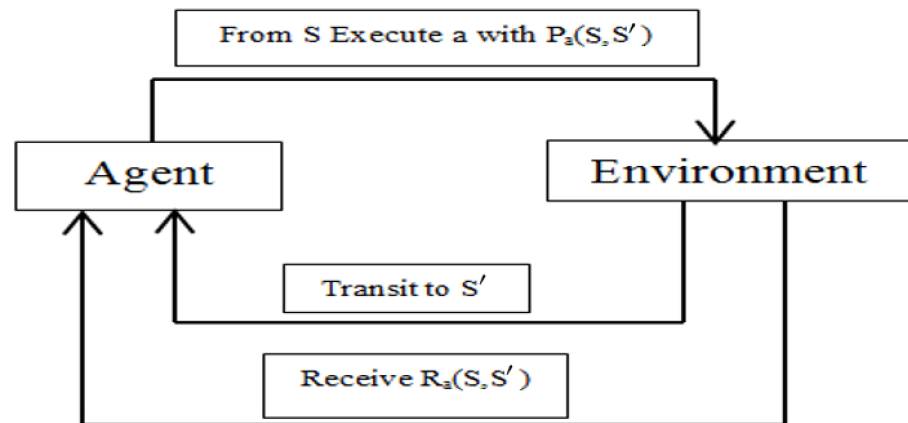 From S Execute a with Pₐ(S,S′)
Agent
Environment
Transit to S′
Receive Rₐ(S,S′)